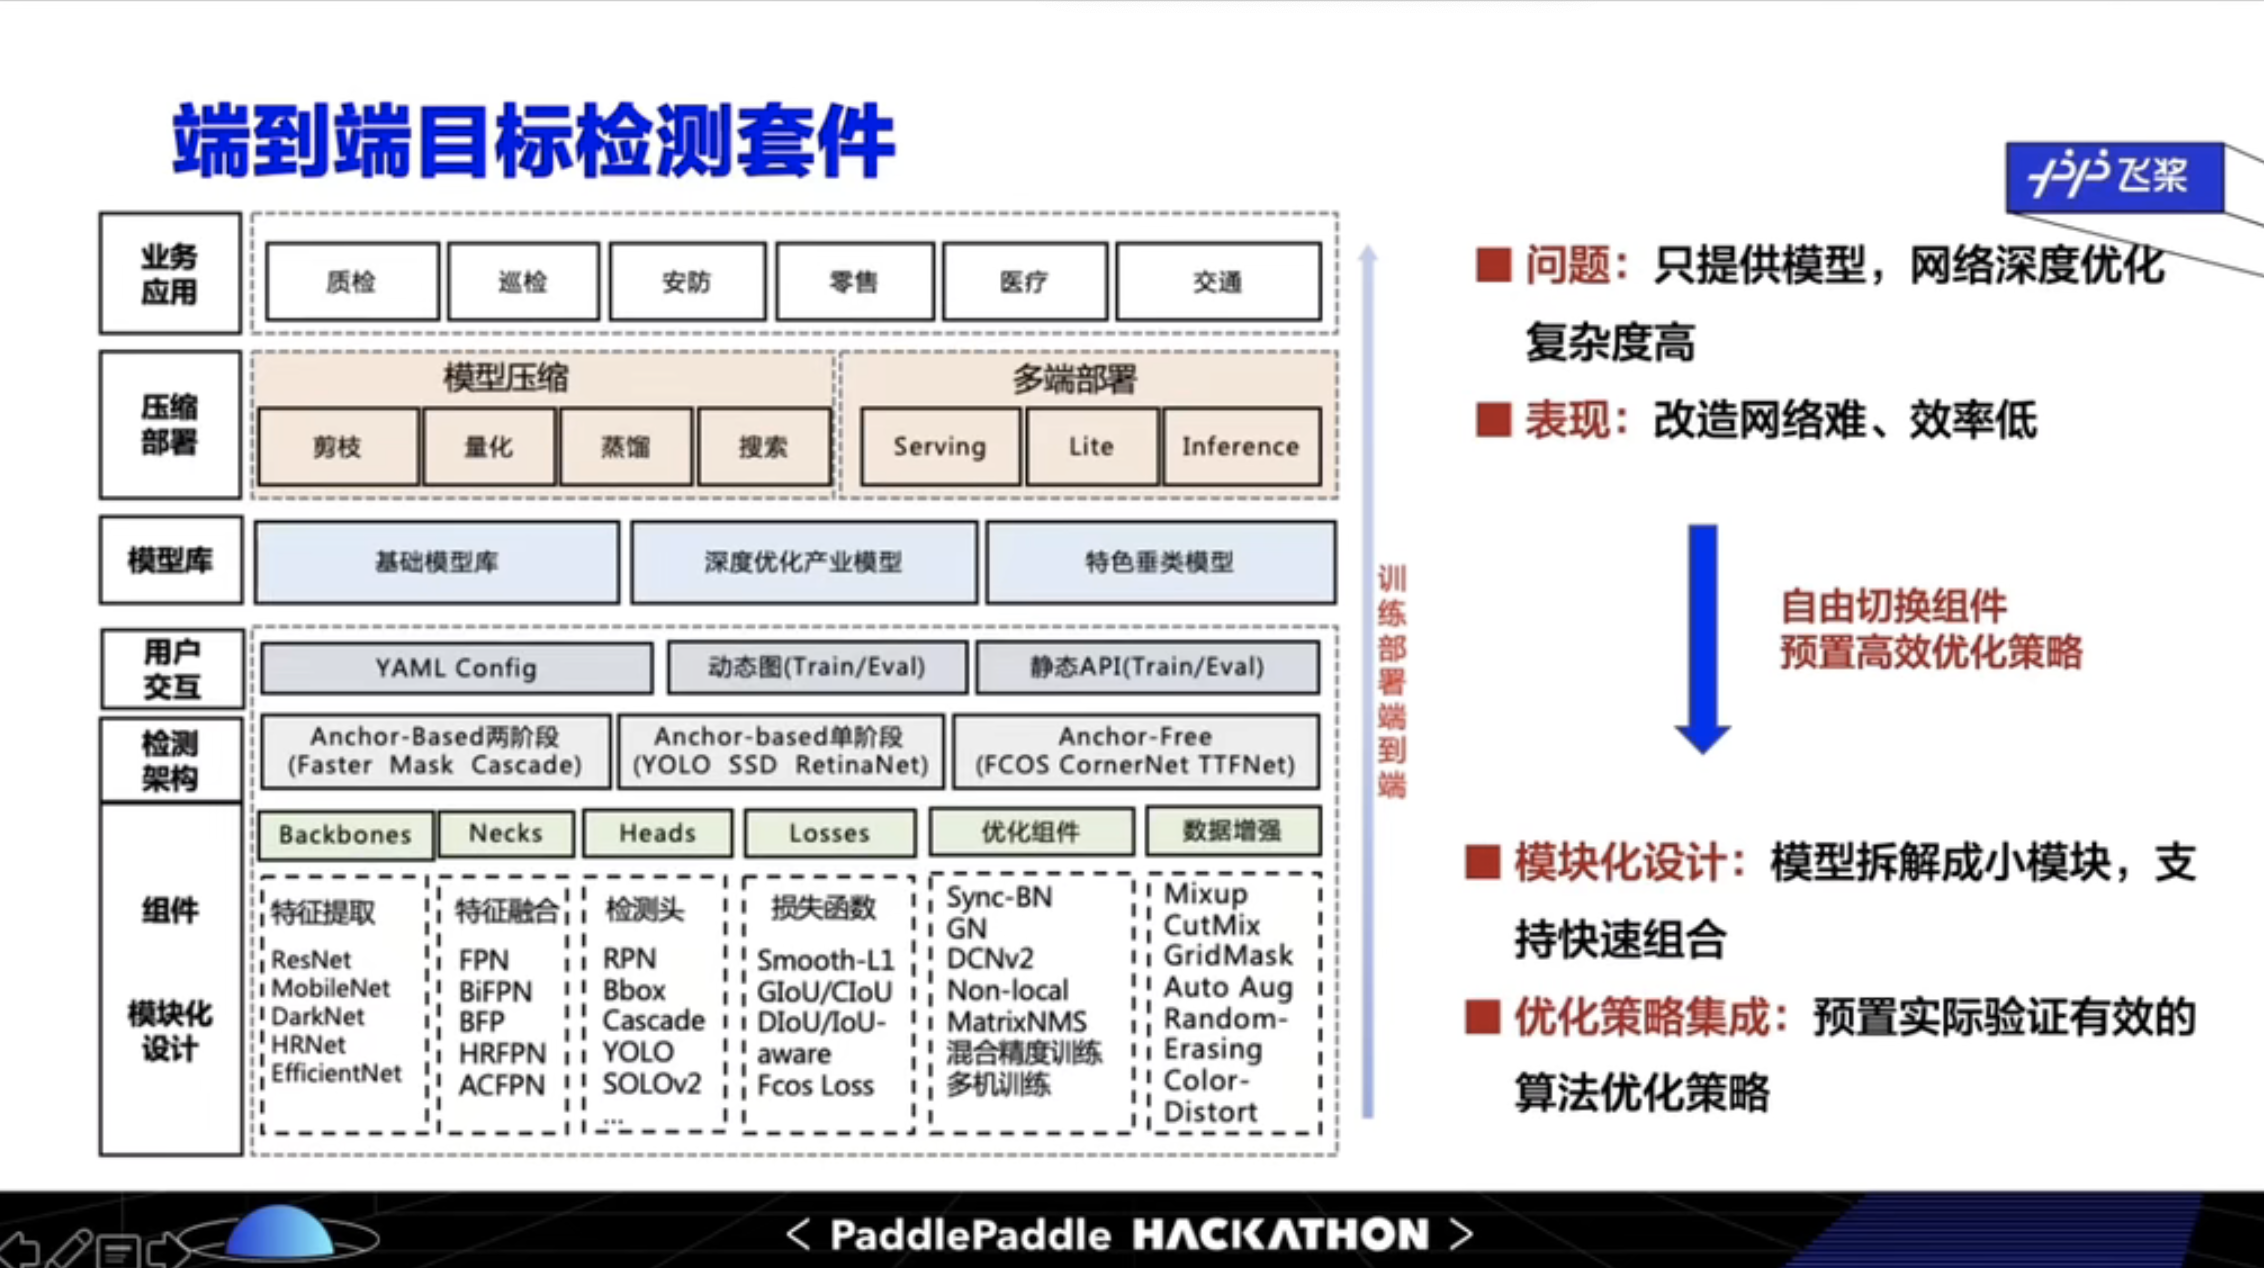 端到端目标检测套件
飞桨
业务
应用
质检
巡检
安防
零售
医疗
交通
压缩
部署
模型压缩
剪枝
量化
蒸馏
搜索
多端部署
Serving
Lite
Inference
模型库
基础模型库
深度优化产业模型
特色垂类模型
用户
交互
YAML Config
动态图(Train/Eval)
静态API(Train/Eval)
检测
架构
Anchor-Based两阶段
(Faster Mask Cascade)
Anchor-based单阶段
(YOLO SSD RetinaNet)
Anchor-Free
(FCOS CornerNet TTFNet)
组件
模块化
设计
Backbones
特征提取
ResNet
MobileNet
DarkNet
HRNet
EfficientNet
Necks
特征融合
FPN
BiFPN
BFP
HRFPN
ACFPN
Heads
检测头
RPN
Bbox
Cascade
YOLO
SOLOv2
...
Losses
损失函数
Smooth-L1
GIoU/CIoU
DIoU/IoU-
aware
Fcos Loss
优化组件
Sync-BN
GN
DCNv2
Non-local
MatrixNMS
混合精度训练
多机训练
数据增强
Mixup
CutMix
GridMask
Auto Aug
Random-
Erasing
Color-
Distort
训练部署端到端
问题：只提供模型，网络深度优化
复杂度高
表现：改造网络难、效率低
自由切换组件
预置高效优化策略
模块化设计：模型拆解成小模块，支
持快速组合
优化策略集成：预置实际验证有效的
算法优化策略
< PaddlePaddle HACKATHON >